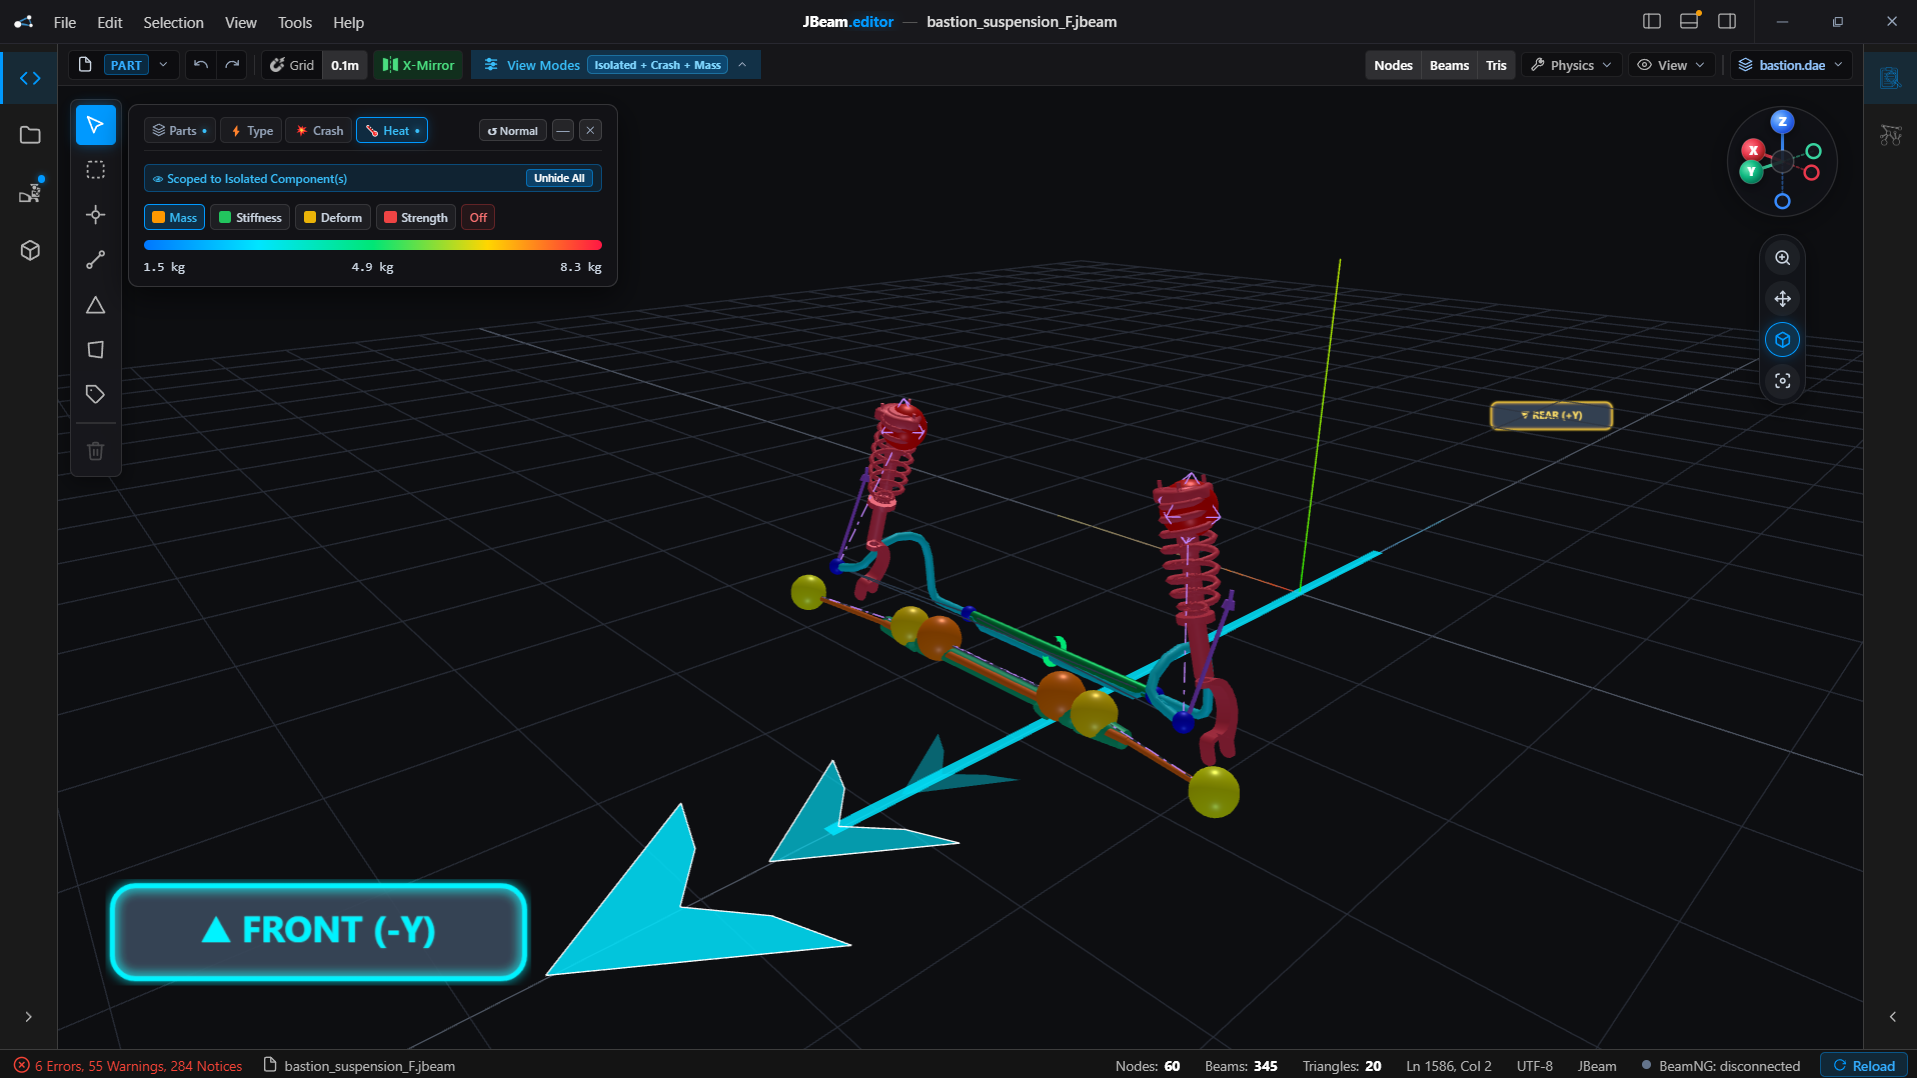 File Edit Selection View Tools Help
JBeam.editor — bastion_suspension_F.jbeam
PART
Grid 0.1m
X-Mirror
View Modes Isolated + Crash + Mass
Nodes Beams Tris
Physics
View
bastion.dae
Parts • Type Crash Heat •
↺ Normal
Scoped to Isolated Component(s)
Unhide All
Mass Stiffness Deform Strength Off
1.5 kg 4.9 kg 8.3 kg
Z
X
Y
▼ REAR (+Y)
▲ FRONT (-Y)
6 Errors, 55 Warnings, 284 Notices
bastion_suspension_F.jbeam
Nodes: 60 Beams: 345 Triangles: 20 Ln 1586, Col 2 UTF-8 JBeam BeamNG: disconnected Reload